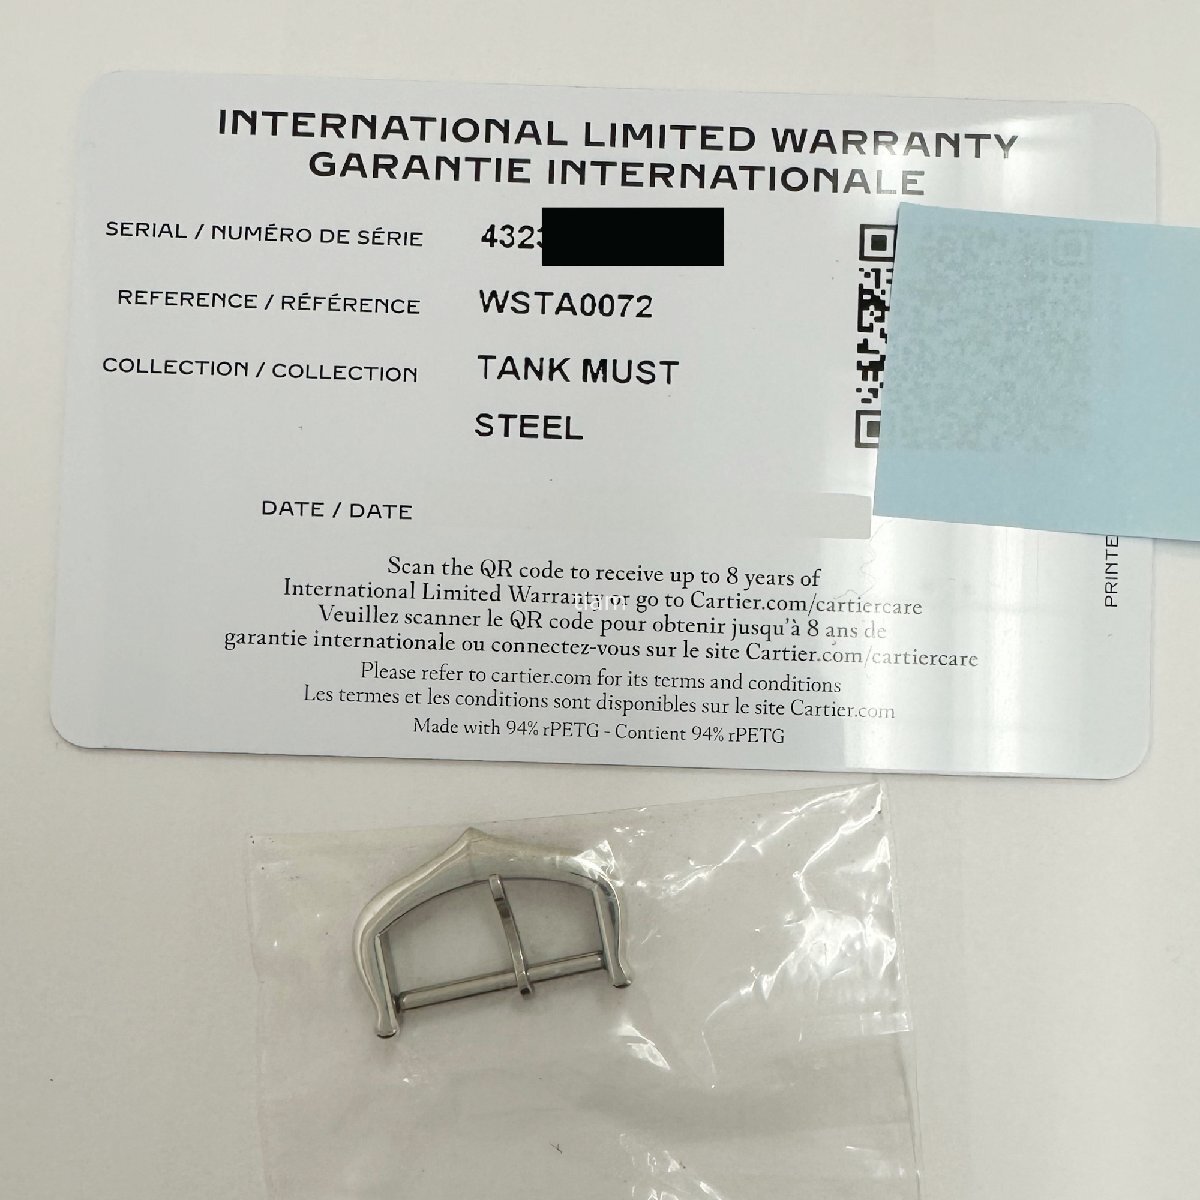 INTERNATIONAL LIMITED WARRANTY
GARANTIE INTERNATIONALE
SERIAL / NUMÉRO DE SÉRIE 432
REFERENCE / RÉFÉRENCE WSTA0072
COLLECTION / COLLECTION TANK MUST
STEEL
DATE / DATE
PRINTE
Scan the QR code to receive up to 8 years of
International Limited Warranty or go to Cartier.com/cartiercare
Veuillez scanner le QR code pour obtenir jusqu'à 8 ans de
garantie internationale ou connectez-vous sur le site Cartier.com/cartiercare
Please refer to cartier.com for its terms and conditions
Les termes et les conditions sont disponibles sur le site Cartier.com
Made with 94% rPETG - Contient 94% rPETG